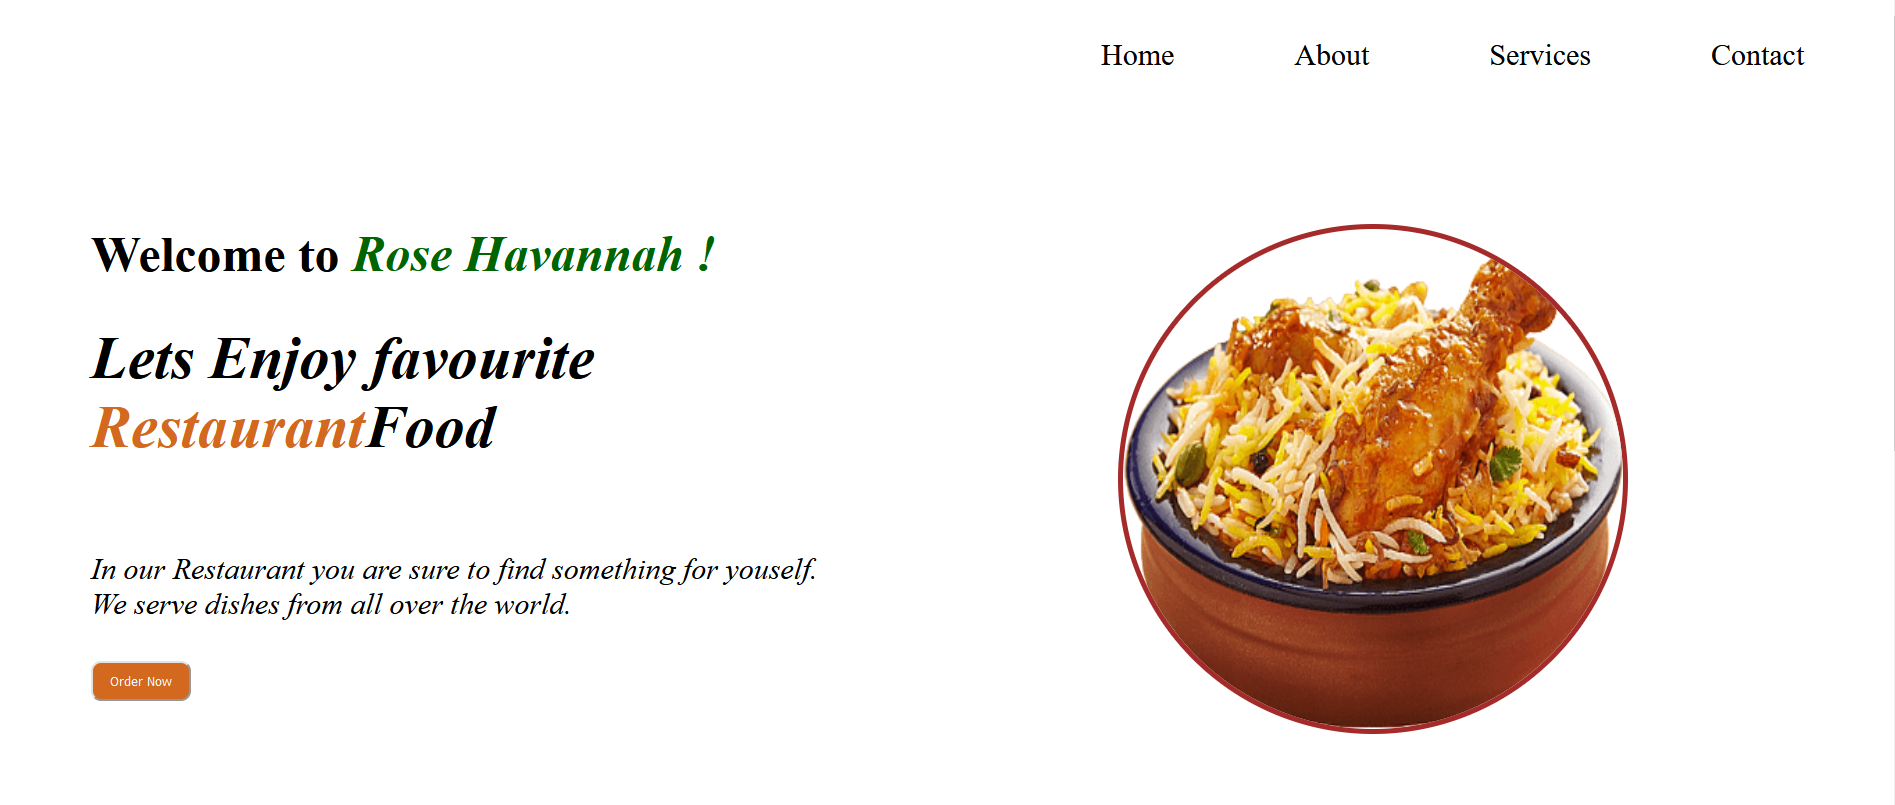 Home About Services Contact
Welcome to Rose Havannah !
Lets Enjoy favourite
RestaurantFood
In our Restaurant you are sure to find something for youself.
We serve dishes from all over the world.
Order Now